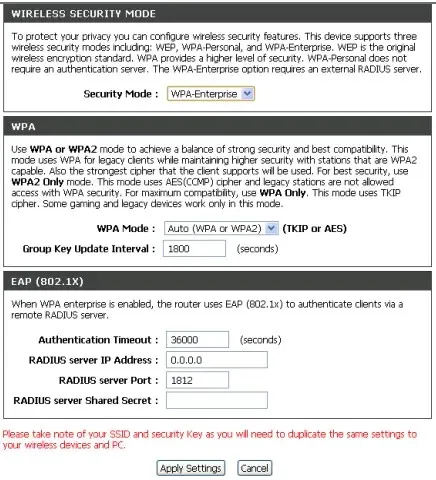 WIRELESS SECURITY MODE
To protect your privacy you can configure wireless security features. This device supports three
wireless security modes including: WEP, WPA-Personal, and WPA-Enterprise. WEP is the original
wireless encryption standard. WPA provides a higher level of security. WPA-Personal does not
require an authentication server. The WPA-Enterprise option requires an external RADIUS server.
Security Mode : WPA-Enterprise
WPA
Use WPA or WPA2 mode to achieve a balance of strong security and best compatibility. This
mode uses WPA for legacy clients while maintaining higher security with stations that are WPA2
capable. Also the strongest cipher that the client supports will be used. For best security, use
WPA2 Only mode. This mode uses AES(CCMP) cipher and legacy stations are not allowed
access with WPA security. For maximum compatibility, use WPA Only. This mode uses TKIP
cipher. Some gaming and legacy devices work only in this mode.
WPA Mode : Auto (WPA or WPA2) (TKIP or AES)
Group Key Update Interval : 1800 (seconds)
EAP (802.1X)
When WPA enterprise is enabled, the router uses EAP (802.1x) to authenticate clients via a
remote RADIUS server.
Authentication Timeout : 36000 (seconds)
RADIUS server IP Address : 0.0.0.0
RADIUS server Port : 1812
RADIUS server Shared Secret :
Please take note of your SSID and security Key as you will need to duplicate the same settings to
your wireless devices and PC.
Apply Settings Cancel